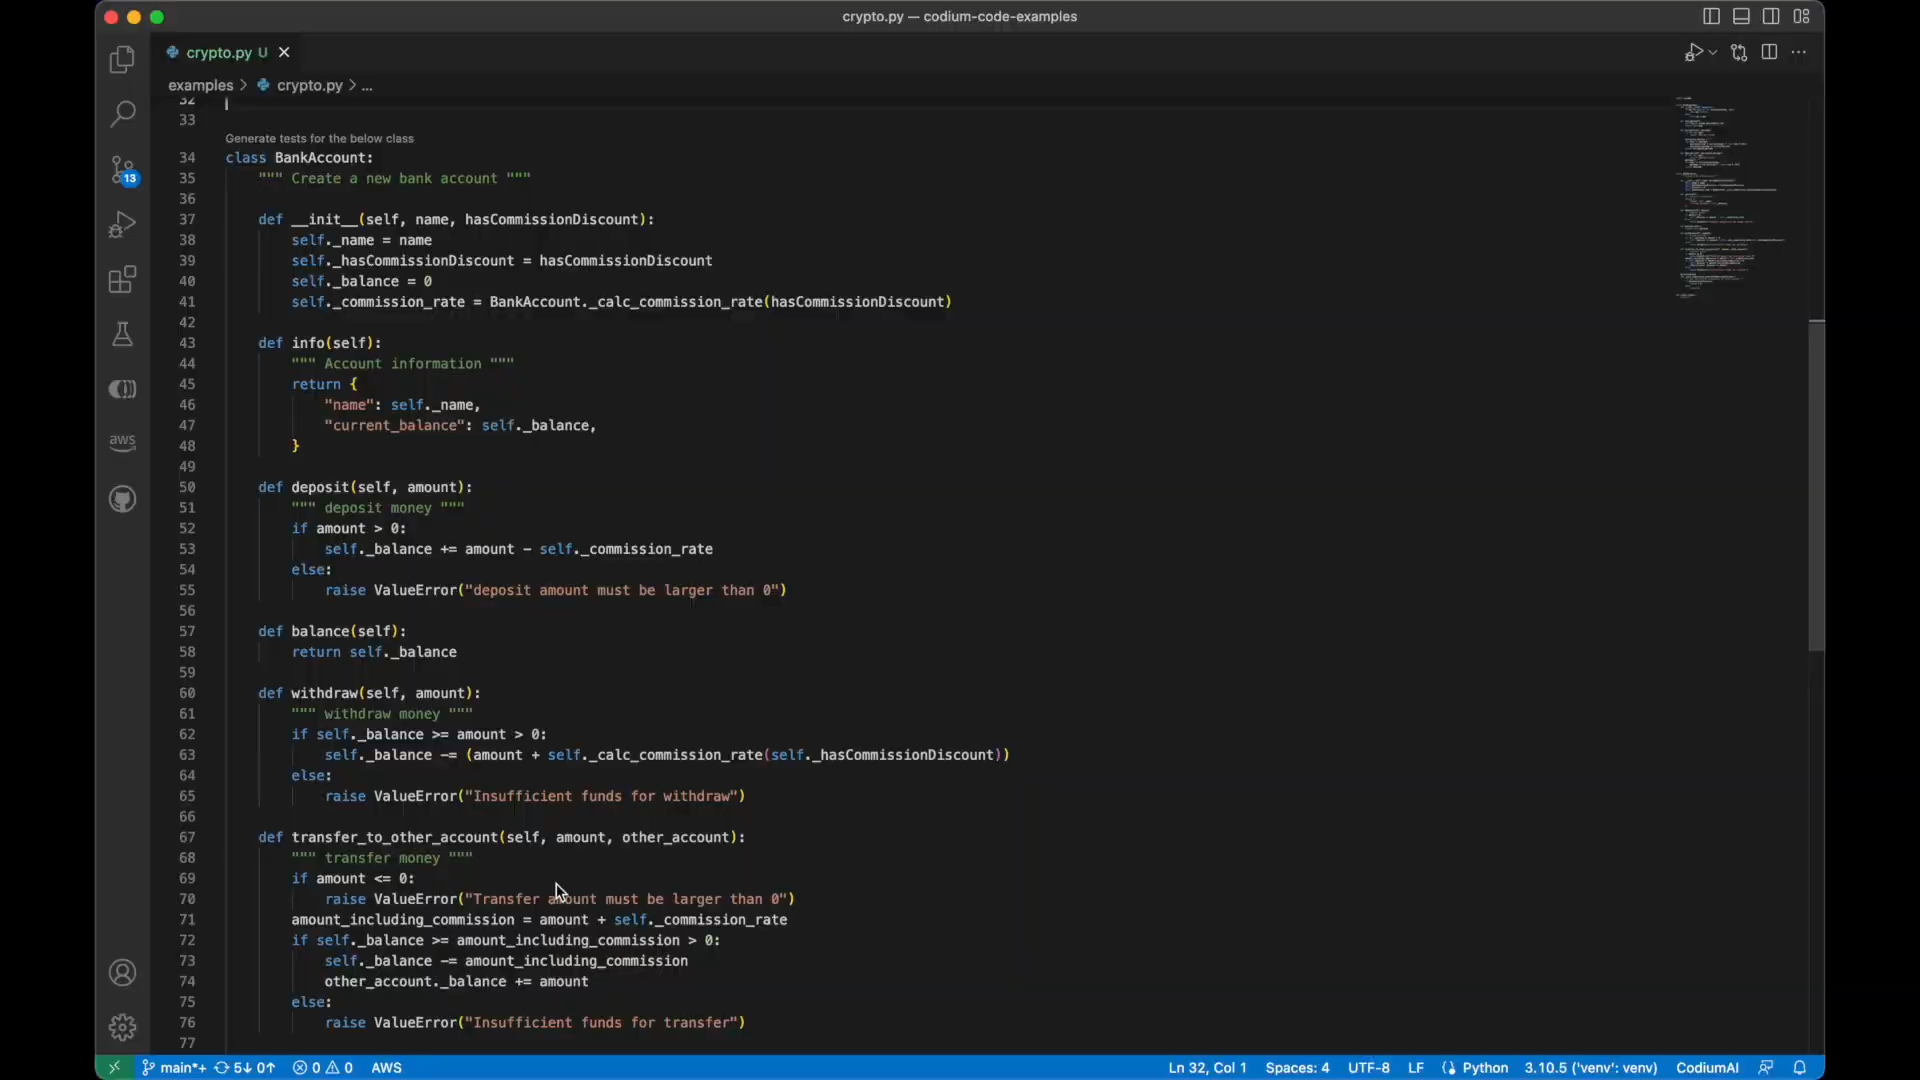 crypto.py — codium-code-examples
crypto.py U
examples > crypto.py > ...
32
33
Generate tests for the below class
34 class BankAccount:
35 """ Create a new bank account """
36
37 def __init__(self, name, hasCommissionDiscount):
38 self._name = name
39 self._hasCommissionDiscount = hasCommissionDiscount
40 self._balance = 0
41 self._commission_rate = BankAccount._calc_commission_rate(hasCommissionDiscount)
42
43 def info(self):
44 """ Account information """
45 return {
46 "name": self._name,
47 "current_balance": self._balance,
48 }
49
50 def deposit(self, amount):
51 """ deposit money """
52 if amount > 0:
53 self._balance += amount - self._commission_rate
54 else:
55 raise ValueError("deposit amount must be larger than 0")
56
57 def balance(self):
58 return self._balance
59
60 def withdraw(self, amount):
61 """ withdraw money """
62 if self._balance >= amount > 0:
63 self._balance -= (amount + self._calc_commission_rate(self._hasCommissionDiscount))
64 else:
65 raise ValueError("Insufficient funds for withdraw")
66
67 def transfer_to_other_account(self, amount, other_account):
68 """ transfer money """
69 if amount <= 0:
70 raise ValueError("Transfer amount must be larger than 0")
71 amount_including_commission = amount + self._commission_rate
72 if self._balance >= amount_including_commission > 0:
73 self._balance -= amount_including_commission
74 other_account._balance += amount
75 else:
76 raise ValueError("Insufficient funds for transfer")
77
13
aws
main*+ 5↓ 0↑ 0 0 AWS Ln 32, Col 1 Spaces: 4 UTF-8 LF Python 3.10.5 ('venv': venv) CodiumAI